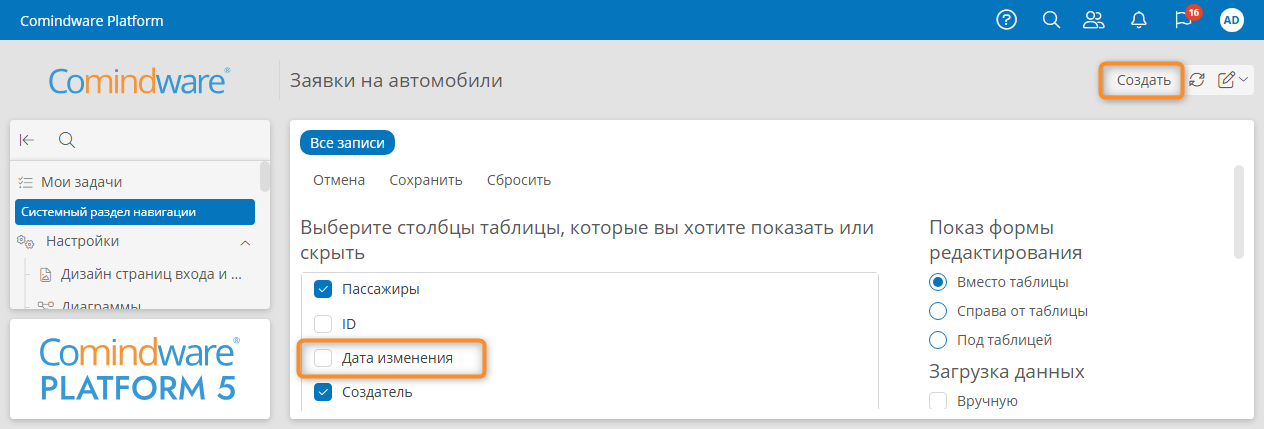 Comindware Platform
16
AD
Comindware®
Заявки на автомобили
Создать
Все записи
Мои задачи
Системный раздел навигации
Настройки
Дизайн страниц входа и ...
Диаграммы
Comindware®
PLATFORM 5
Отмена Сохранить Сбросить
Выберите столбцы таблицы, которые вы хотите показать или
скрыть
Пассажиры
ID
Дата изменения
Создатель
Показ формы
редактирования
Вместо таблицы
Справа от таблицы
Под таблицей
Загрузка данных
Вручную